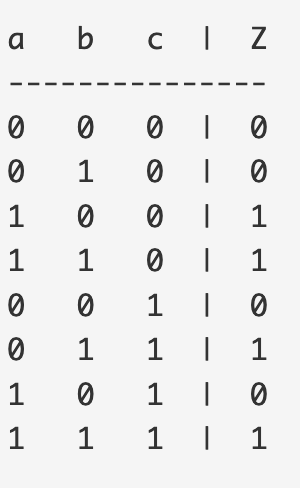 a b c | Z
---------------
0 0 0 | 0
0 1 0 | 0
1 0 0 | 1
1 1 0 | 1
0 0 1 | 0
0 1 1 | 1
1 0 1 | 0
1 1 1 | 1